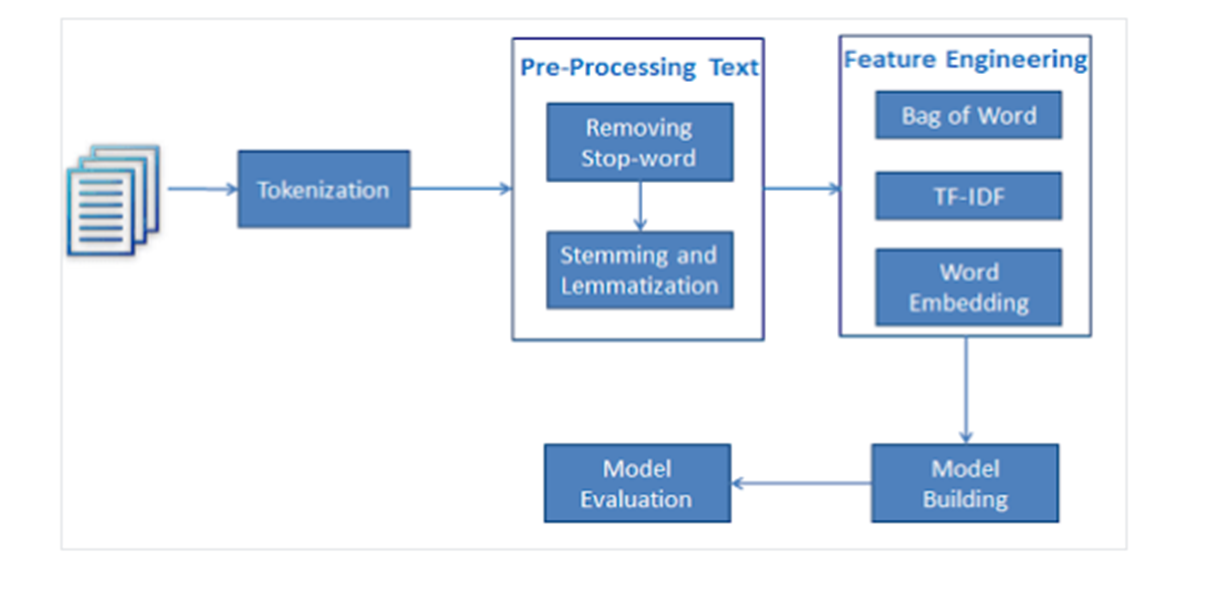 Tokenization
Pre-Processing Text
Removing
Stop-word
Stemming and
Lemmatization
Feature Engineering
Bag of Word
TF-IDF
Word
Embedding
Model
Building
Model
Evaluation